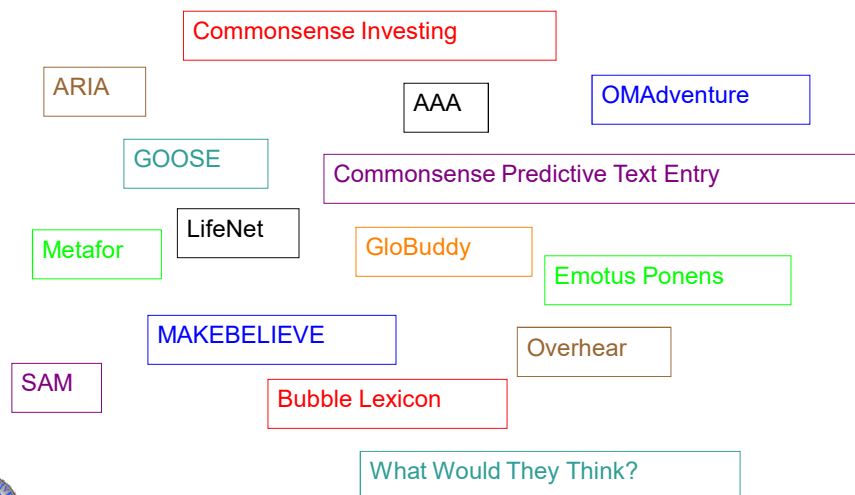 Commonsense Investing
ARIA
AAA
OMAdventure
GOOSE
Commonsense Predictive Text Entry
LifeNet
Metafor
GloBuddy
Emotus Ponens
MAKEBELIEVE
Overhear
SAM
Bubble Lexicon
What Would They Think?